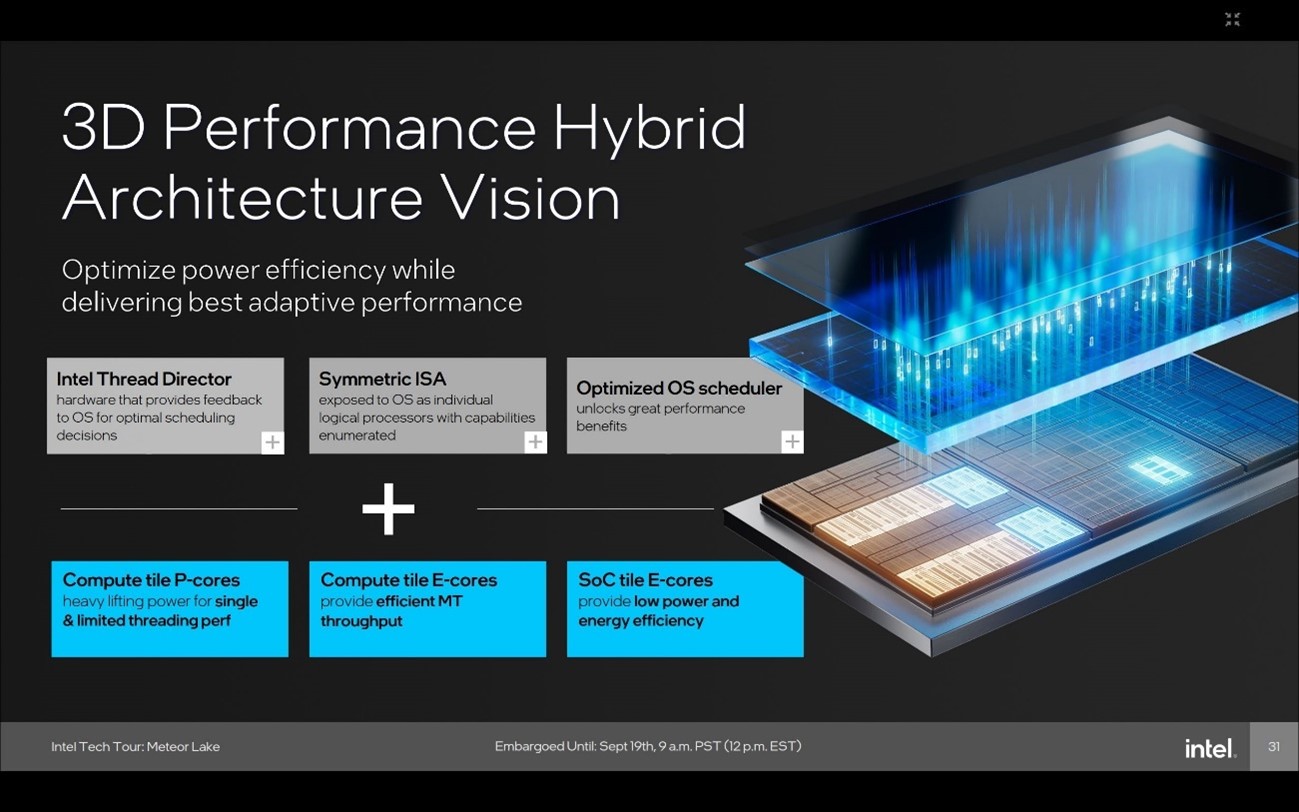 3D Performance Hybrid
Architecture Vision
Optimize power efficiency while
delivering best adaptive performance
Intel Thread Director
hardware that provides feedback
to OS for optimal scheduling
decisions
+
Symmetric ISA
exposed to OS as individual
logical processors with capabilities
enumerated
+
Optimized OS scheduler
unlocks great performance
benefits
+
+
Compute tile P-cores
heavy lifting power for single
& limited threading perf
Compute tile E-cores
provide efficient MT
throughput
SoC tile E-cores
provide low power and
energy efficiency
Intel Tech Tour: Meteor Lake
Embargoed Until: Sept 19th, 9 a.m. PST (12 p.m. EST)
intel.
31